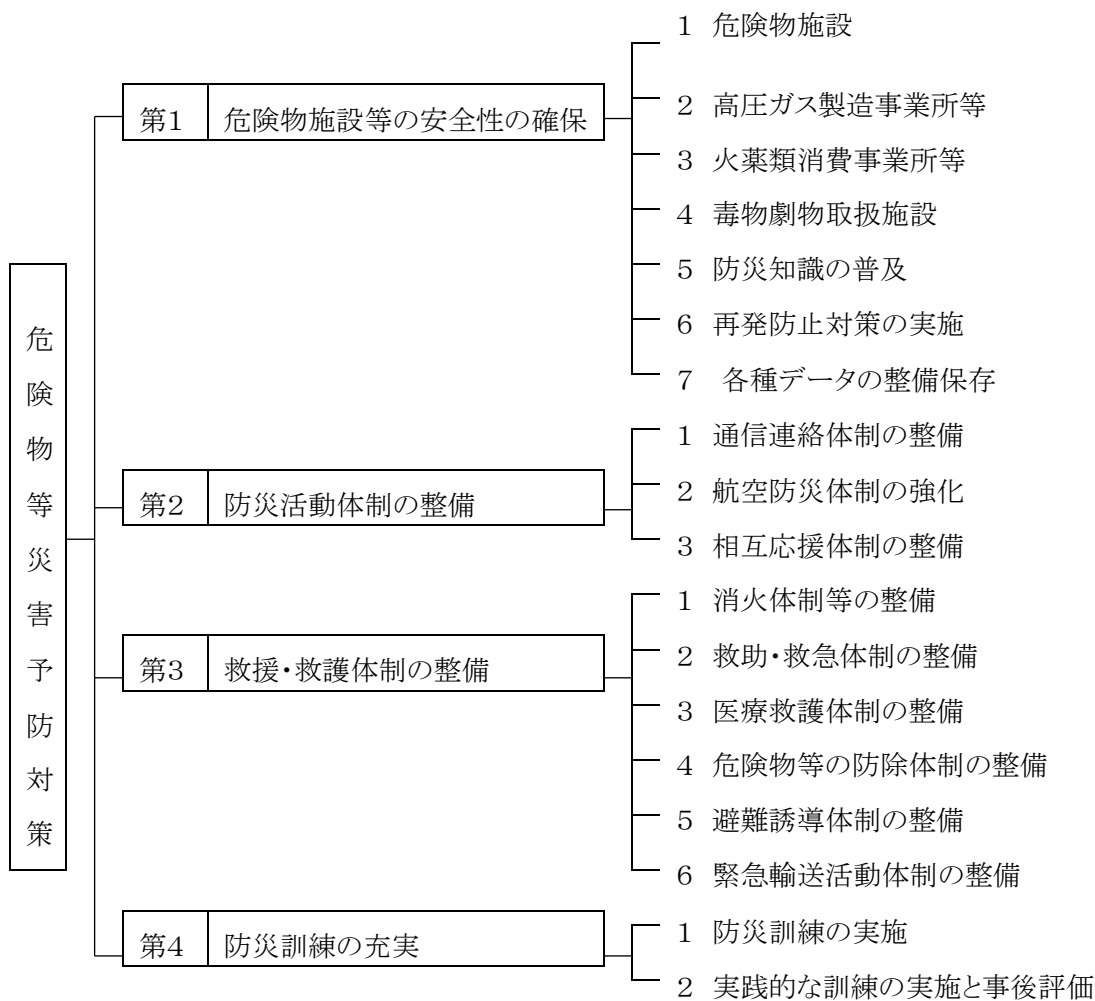 危険物等災害予防対策
第1 危険物施設等の安全性の確保
1 危険物施設
2 高圧ガス製造事業所等
3 火薬類消費事業所等
4 毒物劇物取扱施設
5 防災知識の普及
6 再発防止対策の実施
7 各種データの整備保存
第2 防災活動体制の整備
1 通信連絡体制の整備
2 航空防災体制の強化
3 相互応援体制の整備
第3 救援・救護体制の整備
1 消火体制等の整備
2 救助・救急体制の整備
3 医療救護体制の整備
4 危険物等の防除体制の整備
5 避難誘導体制の整備
6 緊急輸送活動体制の整備
第4 防災訓練の充実
1 防災訓練の実施
2 実践的な訓練の実施と事後評価